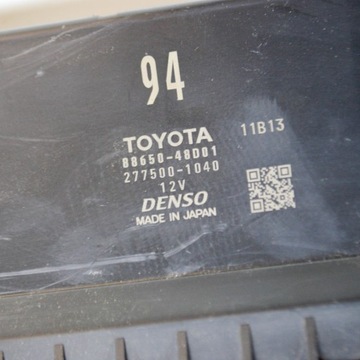 94
TOYOTA 11B13
88650-48D01
277500-1040
12V
DENSO
MADE IN JAPAN